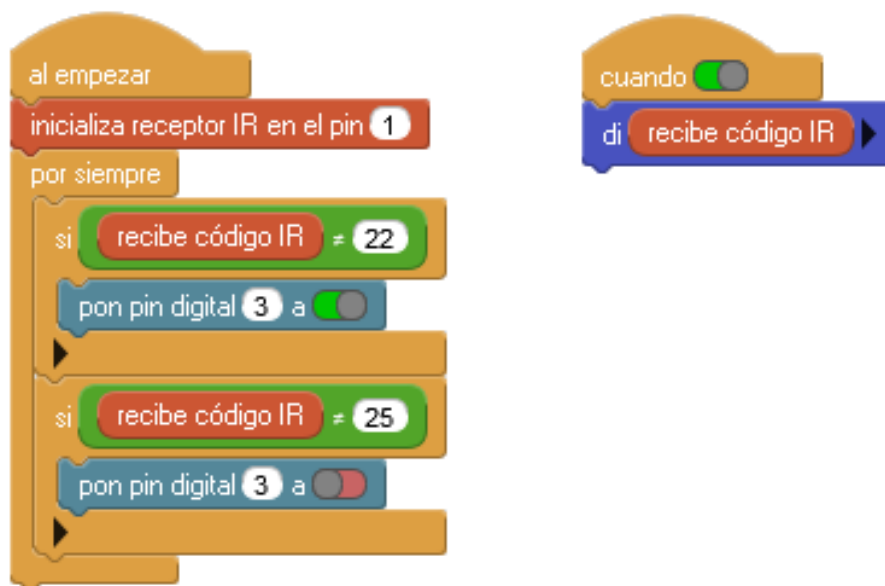 al empezar
inicializa receptor IR en el pin 1
por siempre
si recibe código IR ≠ 22
pon pin digital 3 a
si recibe código IR ≠ 25
pon pin digital 3 a
cuando
di recibe código IR